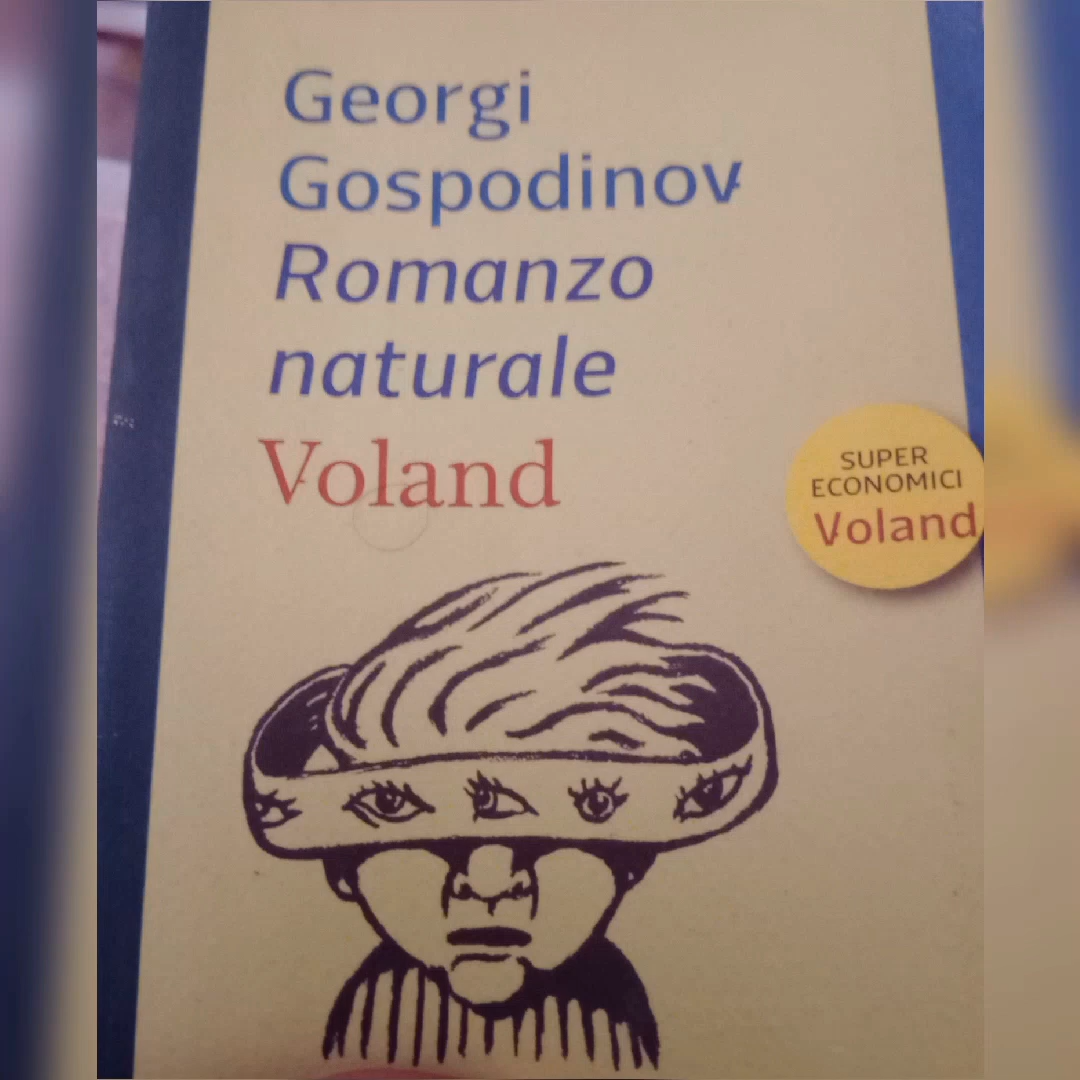 Georgi
Gospodinov
Romanzo
naturale
Voland
SUPER
ECONOMICI
Voland